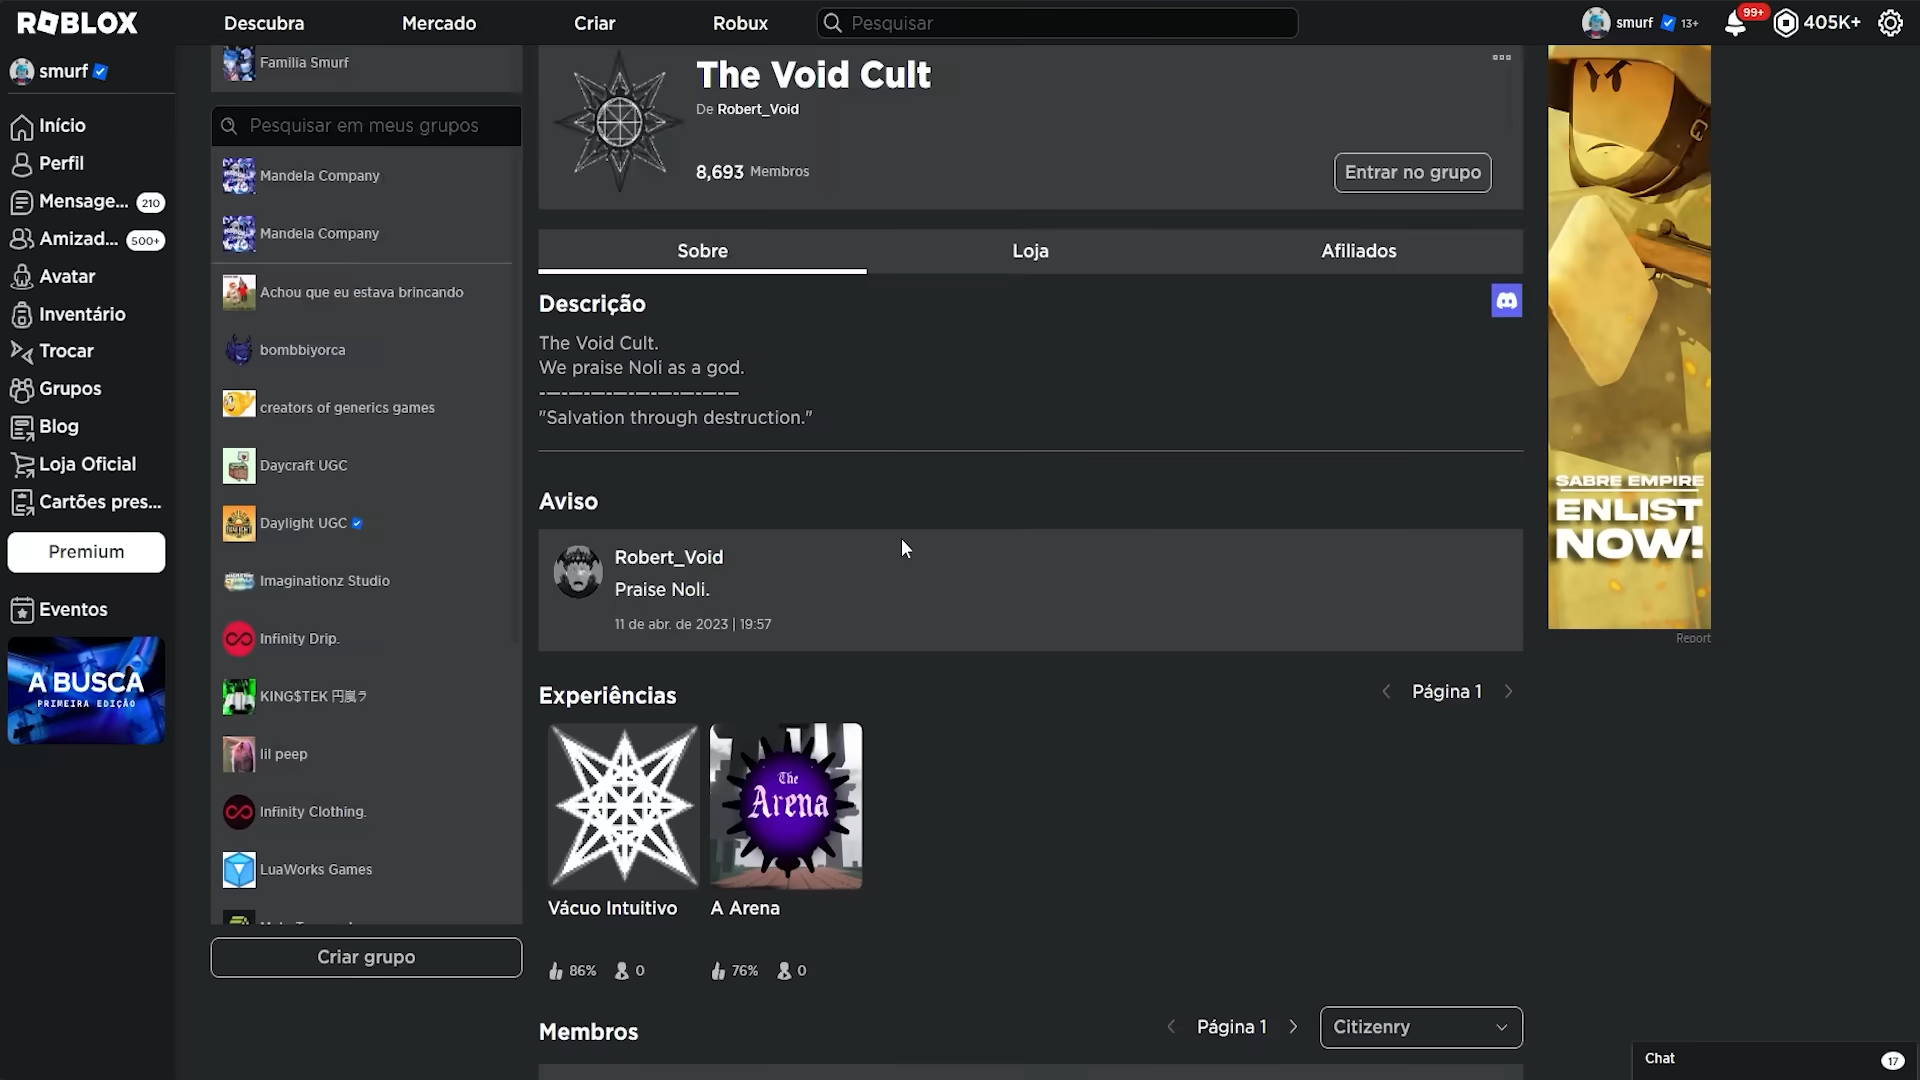 ROBLOX
Descubra
Mercado
Criar
Robux
Pesquisar
smurf
13+
99+
405K+
smurf
Início
Perfil
Mensage...
210
Amizad...
500+
Avatar
Inventário
Trocar
Grupos
Blog
Loja Oficial
Cartões pres...
Premium
Eventos
A BUSCA
PRIMEIRA EDIÇÃO
Familia Smurf
Pesquisar em meus grupos
Mandela Company
Mandela Company
Achou que eu estava brincando
bombbiyorca
creators of generics games
Daycraft UGC
Daylight UGC
Imaginationz Studio
Infinity Drip.
KING$TEK 円嵐ラ
lil peep
Infinity Clothing.
LuaWorks Games
Criar grupo
The Void Cult
De Robert_Void
8,693 Membros
Entrar no grupo
Sobre
Loja
Afiliados
Descrição
The Void Cult.
We praise Noli as a god.
-—-—-—-—-—-—-—-—-—
"Salvation through destruction."
Aviso
Robert_Void
Praise Noli.
11 de abr. de 2023 | 19:57
Experiências
Página 1
The
Arena
Vácuo Intuitivo
A Arena
86%
0
76%
0
Membros
Página 1
Citizenry
SABRE EMPIRE
ENLIST
NOW!
Report
Chat
17